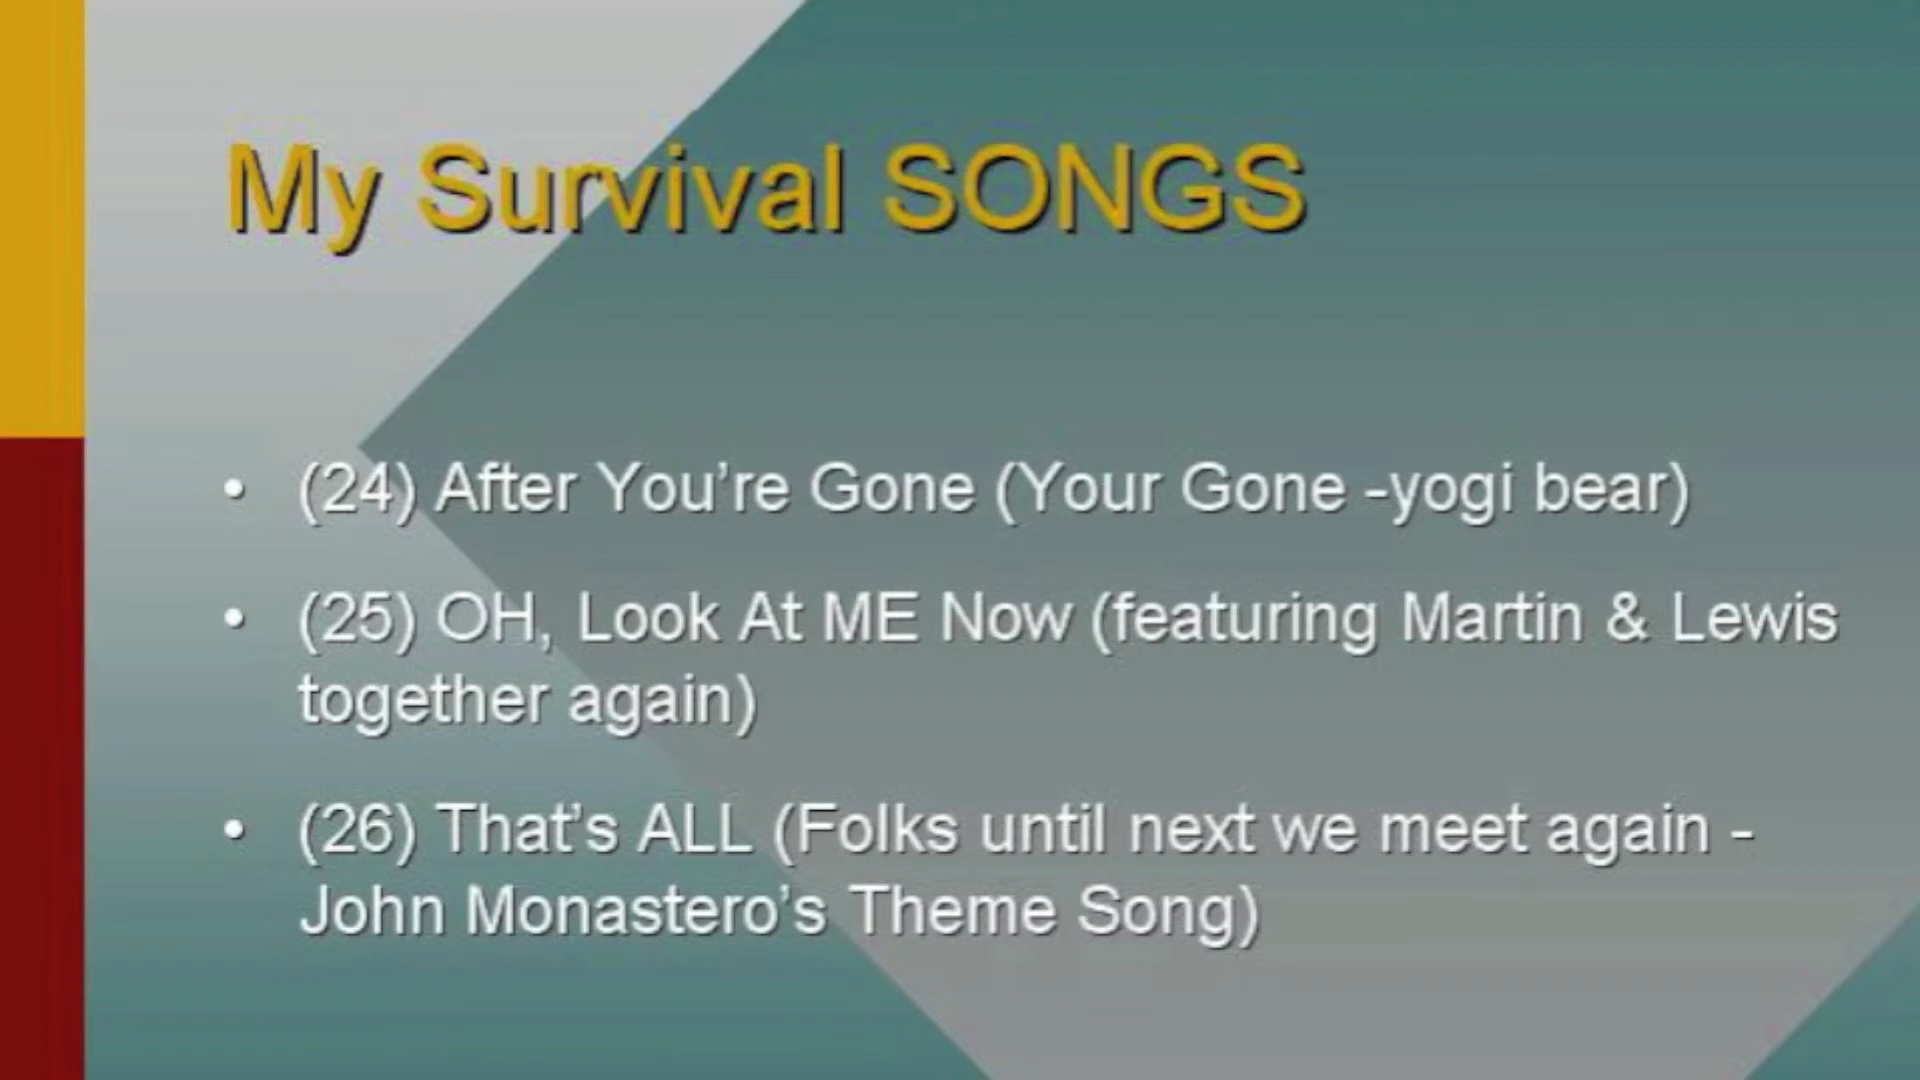 My Survival SONGS
• (24) After You’re Gone (Your Gone -yogi bear)
• (25) OH, Look At ME Now (featuring Martin & Lewis
together again)
• (26) That’s ALL (Folks until next we meet again -
John Monastero’s Theme Song)